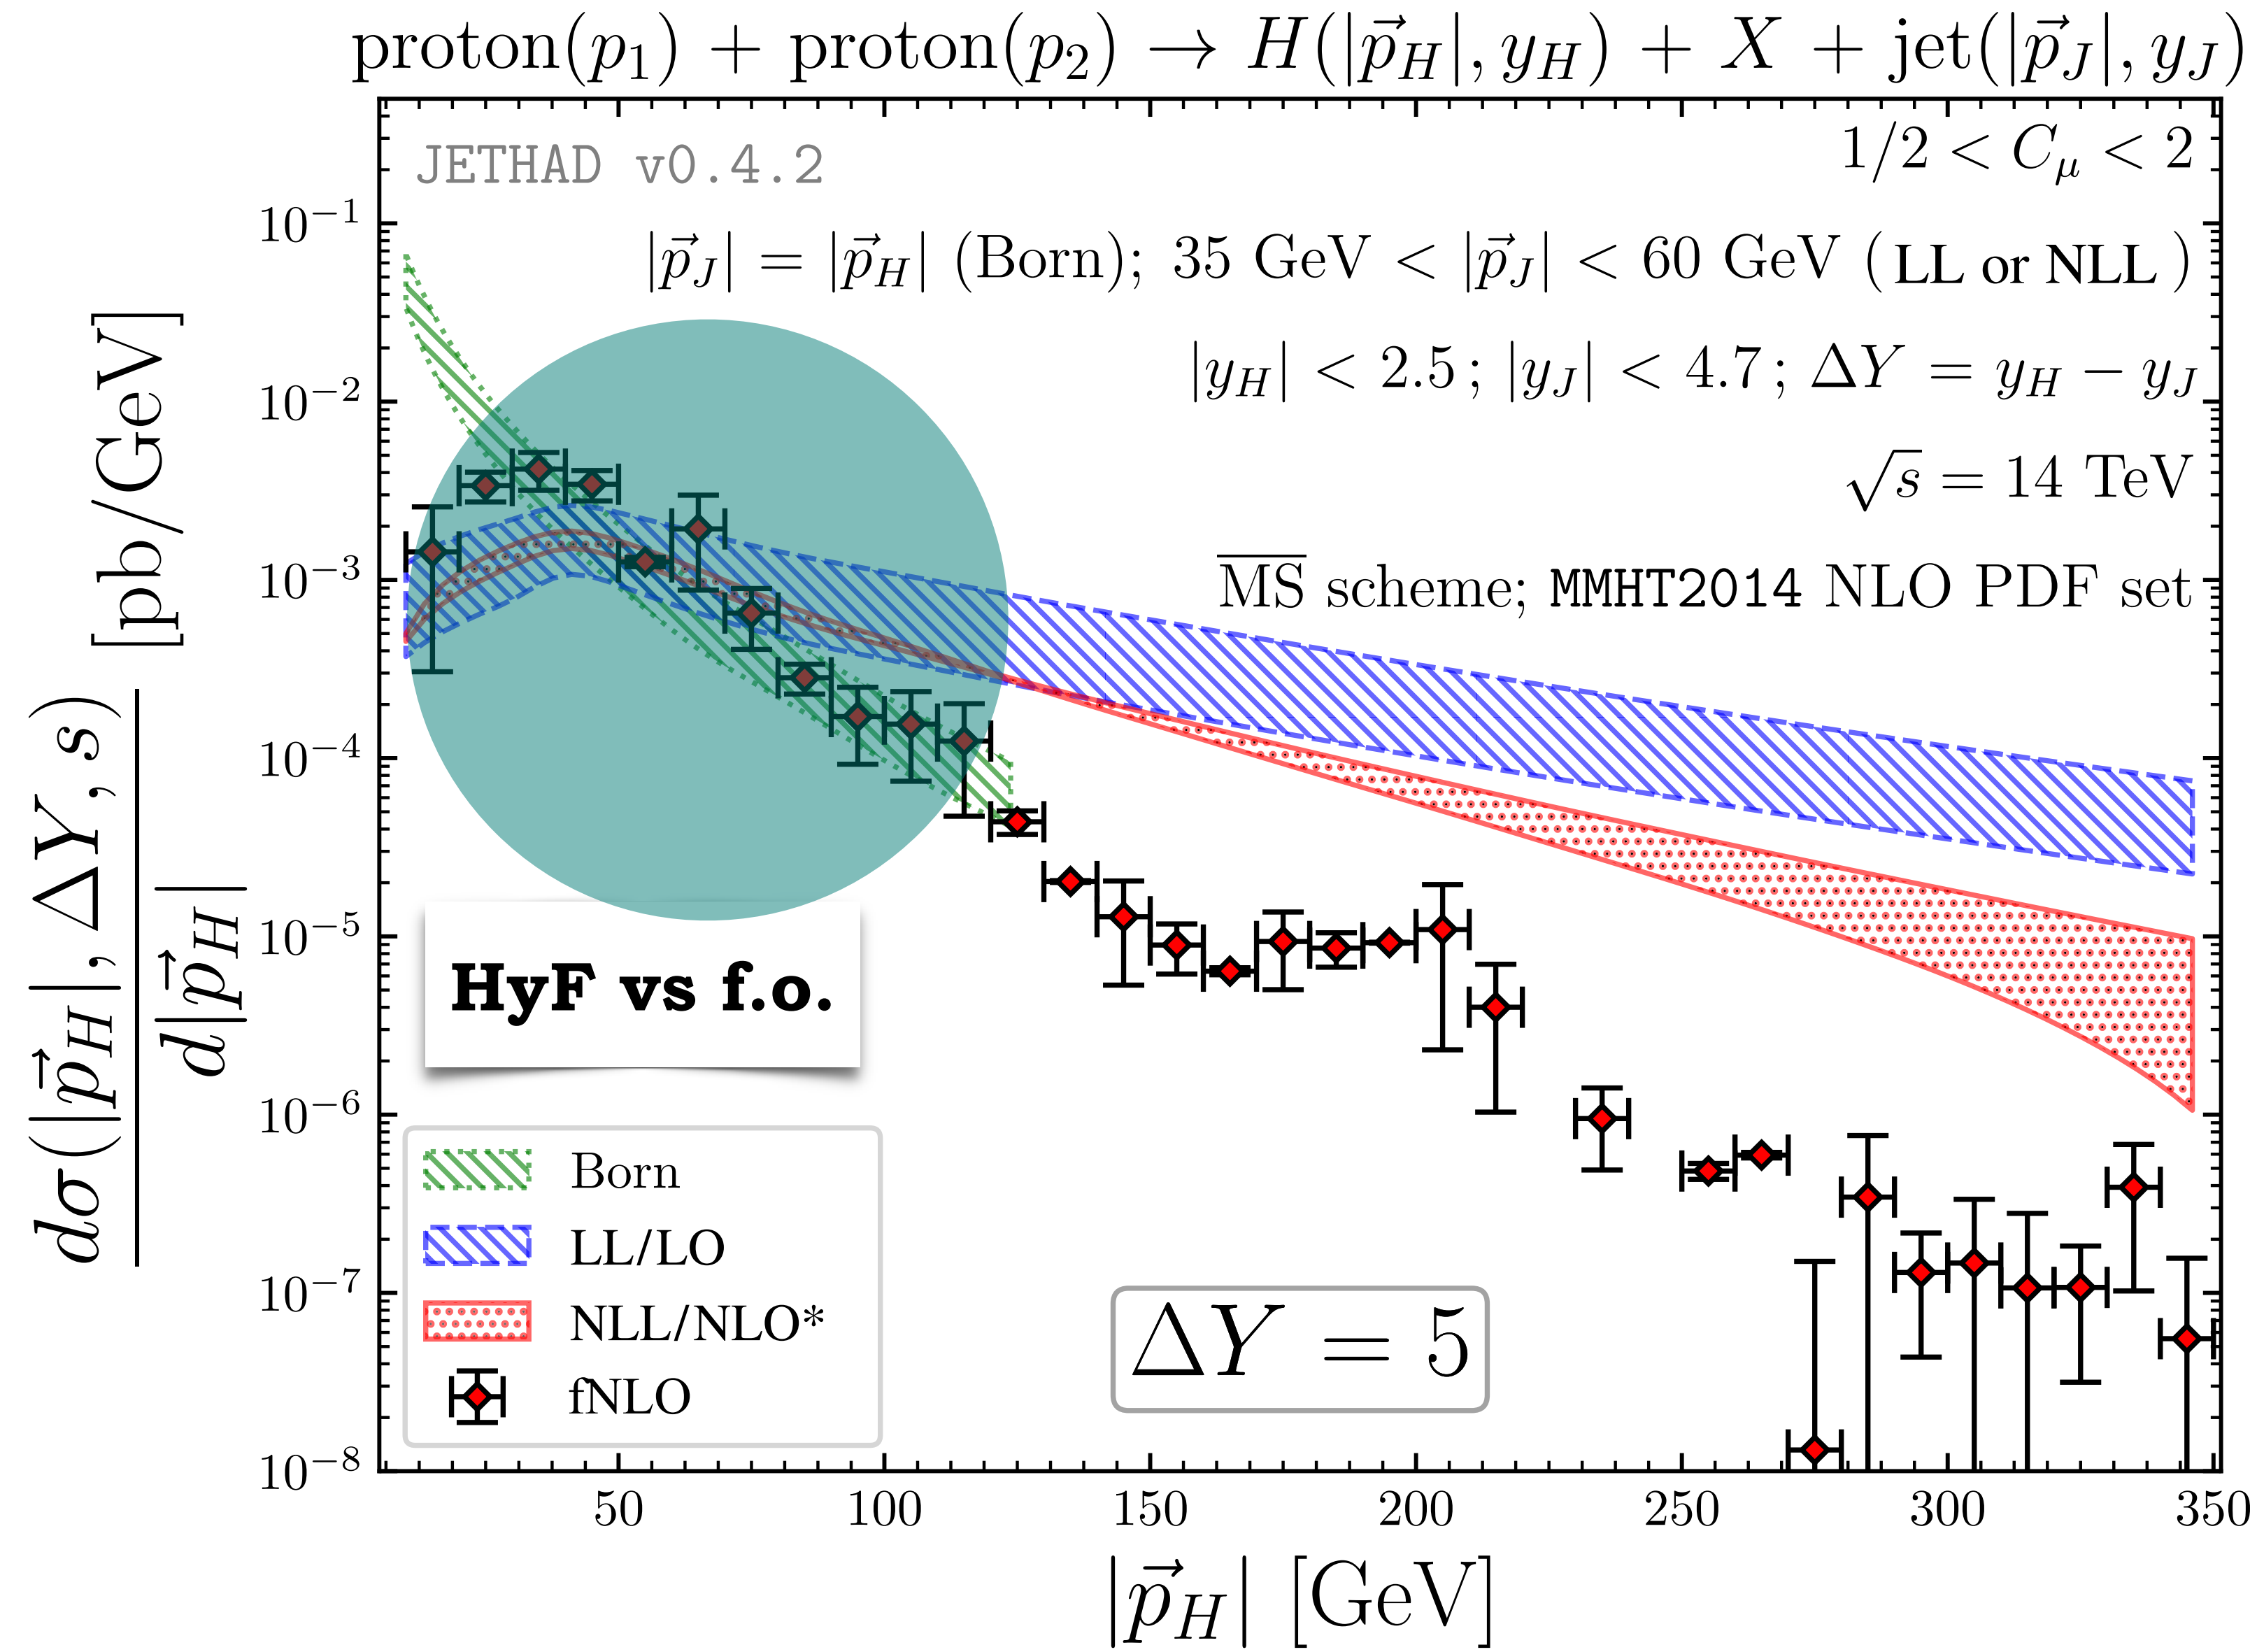 proton(p₁) + proton(p₂) → H(|p⃗_H|, y_H) + X + jet(|p⃗_J|, y_J)
JETHAD v0.4.2
1/2 < C_μ < 2
|p⃗_J| = |p⃗_H| (Born); 35 GeV < |p⃗_J| < 60 GeV (LL or NLL)
|y_H| < 2.5; |y_J| < 4.7; ΔY = y_H − y_J
√s = 14 TeV
M̅S̅ scheme; MMHT2014 NLO PDF set
dσ(|p⃗_H|, ΔY, s)
d|p⃗_H|
[pb/GeV]
10⁻¹
10⁻²
10⁻³
10⁻⁴
10⁻⁵
10⁻⁶
10⁻⁷
10⁻⁸
HyF vs f.o.
Born
LL/LO
NLL/NLO*
fNLO
ΔY = 5
50 100 150 200 250 300 350
|p⃗_H| [GeV]